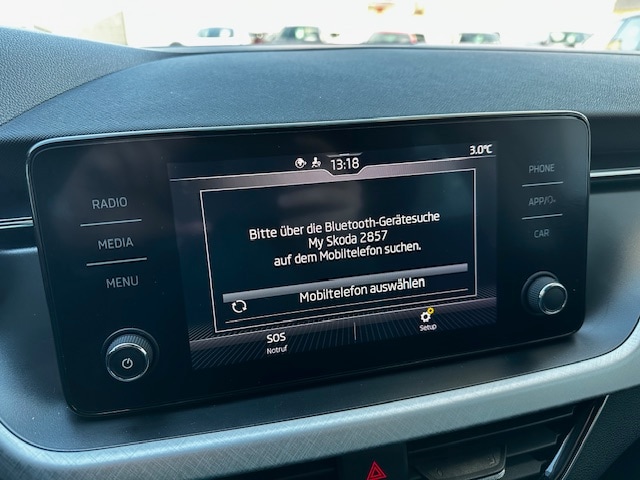 13:18
3.0°C
RADIO
MEDIA
MENU
PHONE
APP/
CAR
Bitte über die Bluetooth-Gerätesuche
My Skoda 2857
auf dem Mobiltelefon suchen.
Mobiltelefon auswählen
SOS
Notruf
Setup